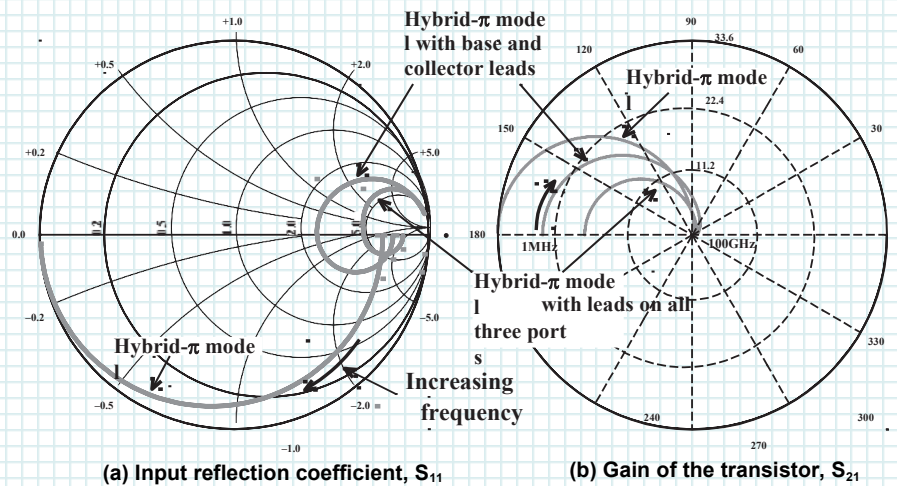 +1.0
Hybrid-π mode
l with base and
collector leads
90
33.6
+0.5
+2.0
120
60
Hybrid-π mode
l
22.4
+0.2
+5.0
150
30
11.2
0.0
0.2
0.5
1.0
2.0
5.0
180
1MHz
100GHz
Hybrid-π mode
l with leads on all
three port
s
-0.2
-5.0
330
Hybrid-π mode
l
Increasing
frequency
-0.5
-2.0
240
300
-1.0
270
(a) Input reflection coefficient, S₁₁
(b) Gain of the transistor, S₂₁